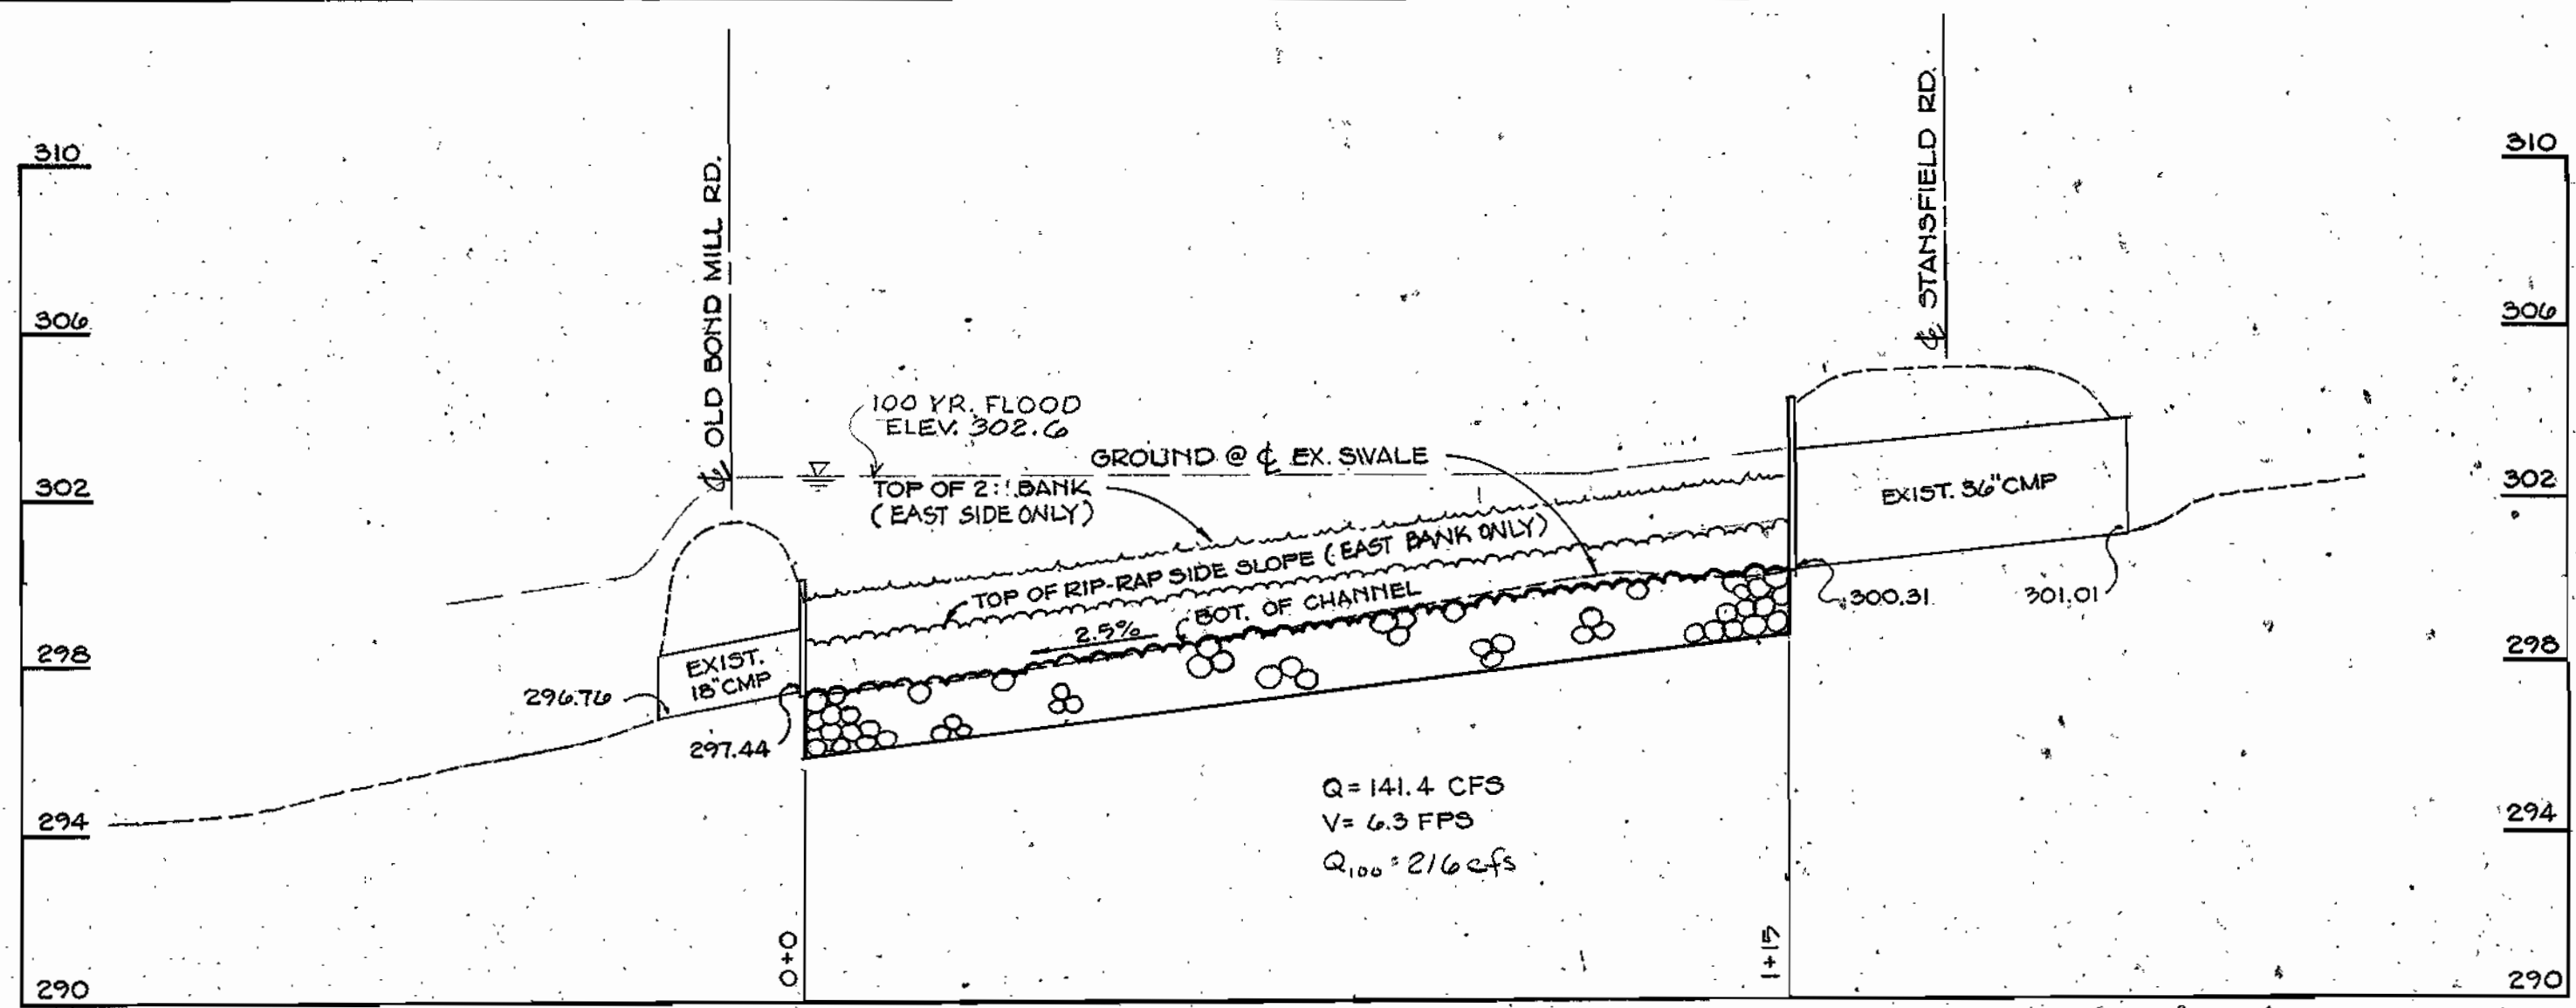 310
306
302
298
294
290
℄ OLD BOND MILL RD.
100 YR. FLOOD
ELEV. 302.6
GROUND @ ℄ EX. SWALE
TOP OF 2:1 BANK
(EAST SIDE ONLY)
TOP OF RIP-RAP SIDE SLOPE (EAST BANK ONLY)
BOT. OF CHANNEL
2.5%
EXIST.
18"CMP
296.76
297.44
℄ STANSFIELD RD.
EXIST. 36"CMP
300.31
301.01
Q = 141.4 CFS
V = 6.3 FPS
Q100 = 216 cfs
0+0
1+15
310
306
302
298
294
290